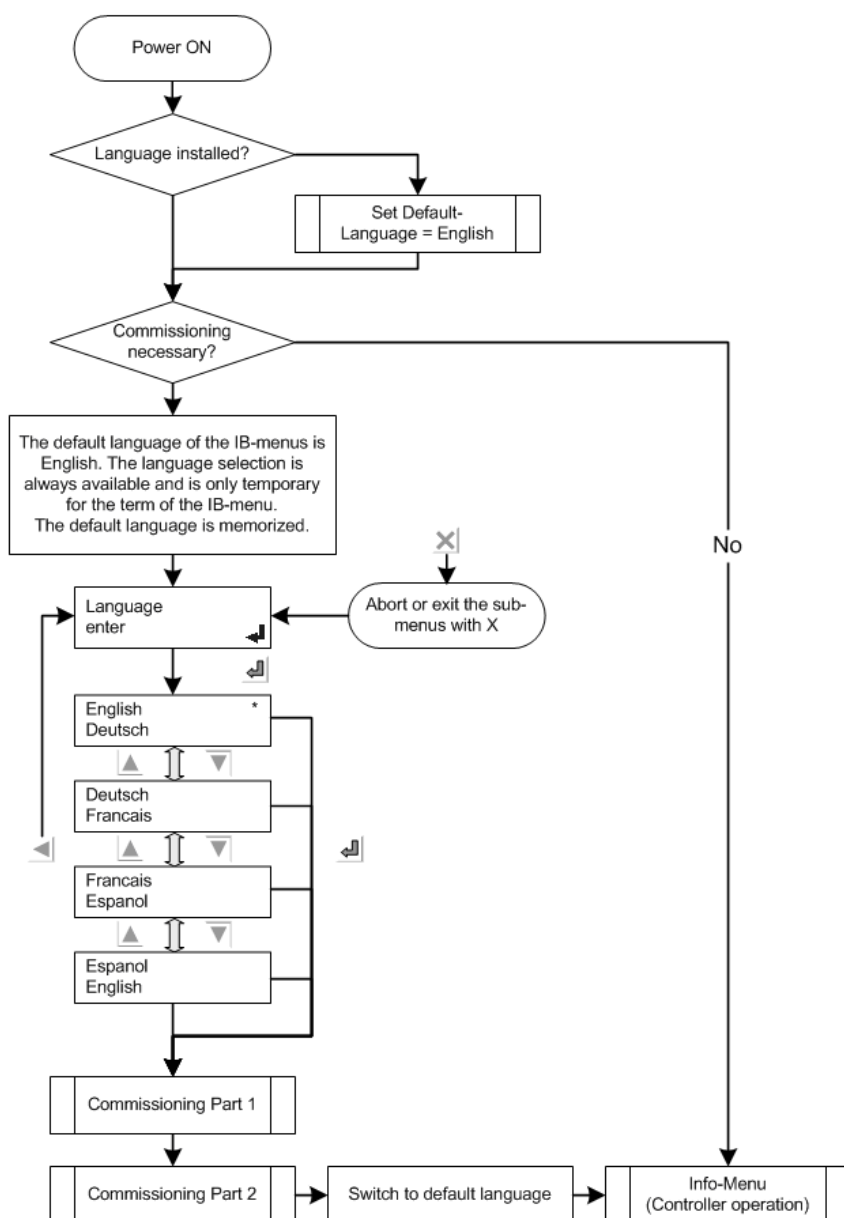 Power ON
Language installed?
Set Default-
Language = English
Commissioning
necessary?
The default language of the IB-menus is
English. The language selection is
always available and is only temporary
for the term of the IB-menu.
The default language is memorized.
No
Language
enter
Abort or exit the sub-
menus with X
English *
Deutsch
Deutsch
Francais
Francais
Espanol
Espanol
English
Commissioning Part 1
Commissioning Part 2
Switch to default language
Info-Menu
(Controller operation)